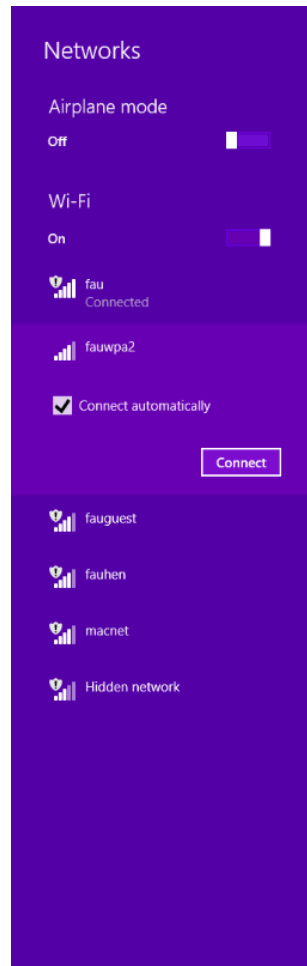 Networks
Airplane mode
Off
Wi-Fi
On
fau
Connected
fauwpa2
Connect automatically
Connect
fauguest
fauhen
macnet
Hidden network